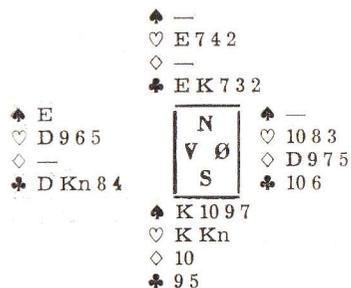 ♠ —
♡ E 7 4 2
♢ —
♣ E K 7 3 2
♠ E
♡ D 9 6 5
♢ —
♣ D Kn 8 4
N
V Ø
S
♠ —
♡ 10 8 3
♢ D 9 7 5
♣ 10 6
♠ K 10 9 7
♡ K Kn
♢ 10
♣ 9 5